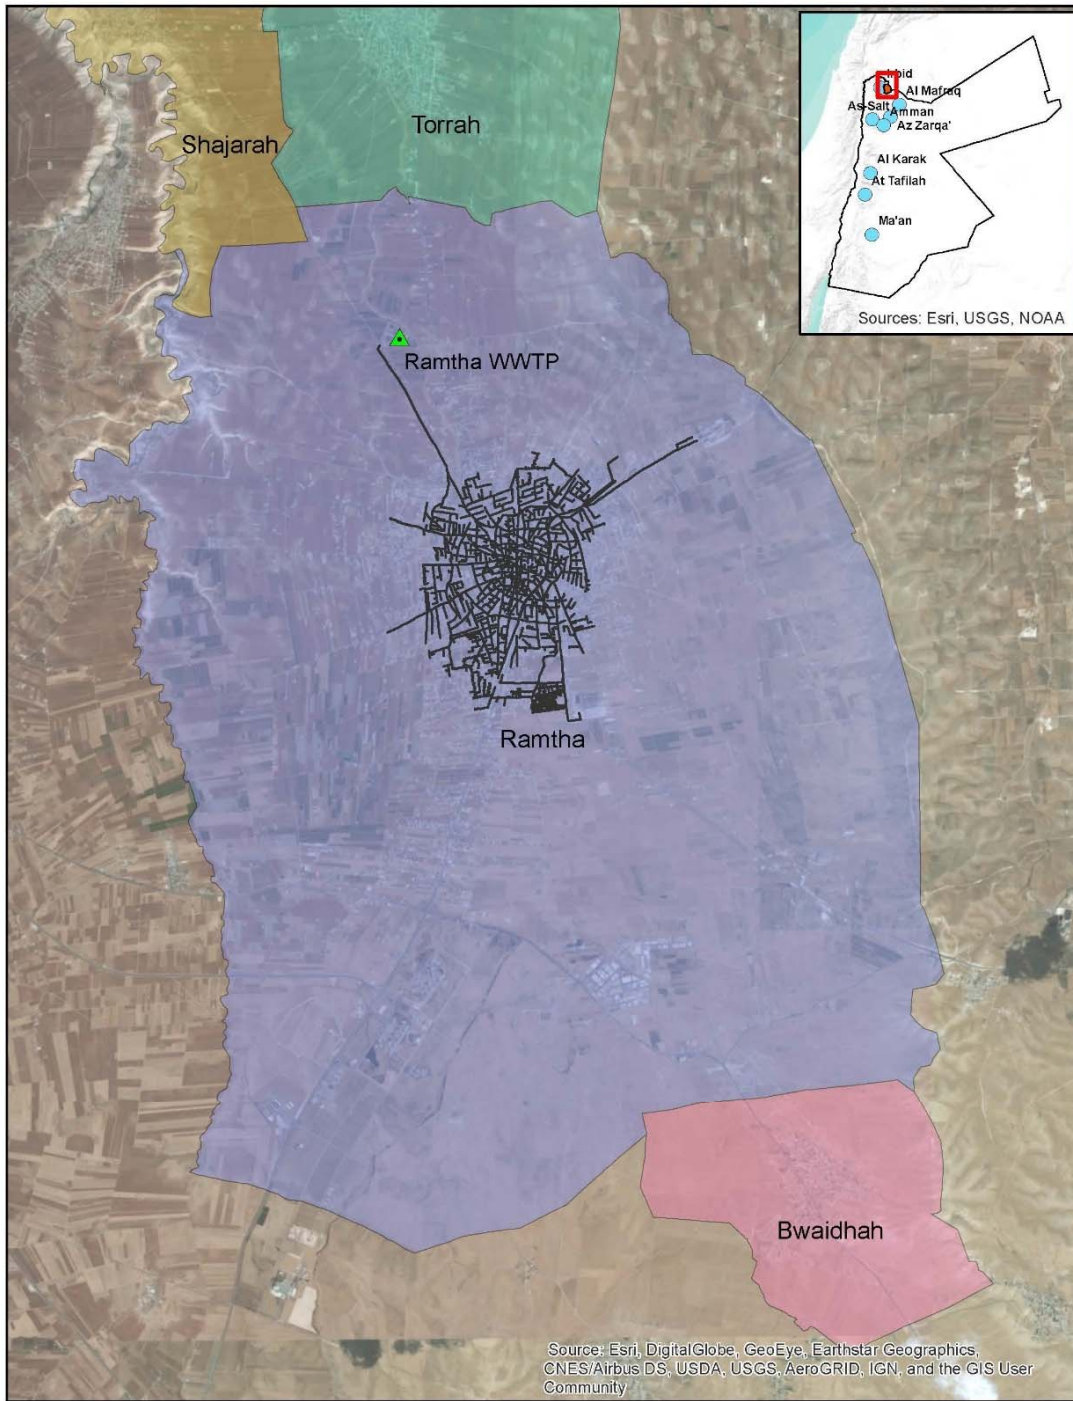 Shajarah
Torrah
Irbid
Al Mafraq
As-Salt
Amman
Az Zarqa'
Al Karak
At Tafilah
Ma'an
Sources: Esri, USGS, NOAA
Ramtha WWTP
Ramtha
Bwaidhah
Source: Esri, DigitalGlobe, GeoEye, Earthstar Geographics,
CNES/Airbus DS, USDA, USGS, AeroGRID, IGN, and the GIS User
Community